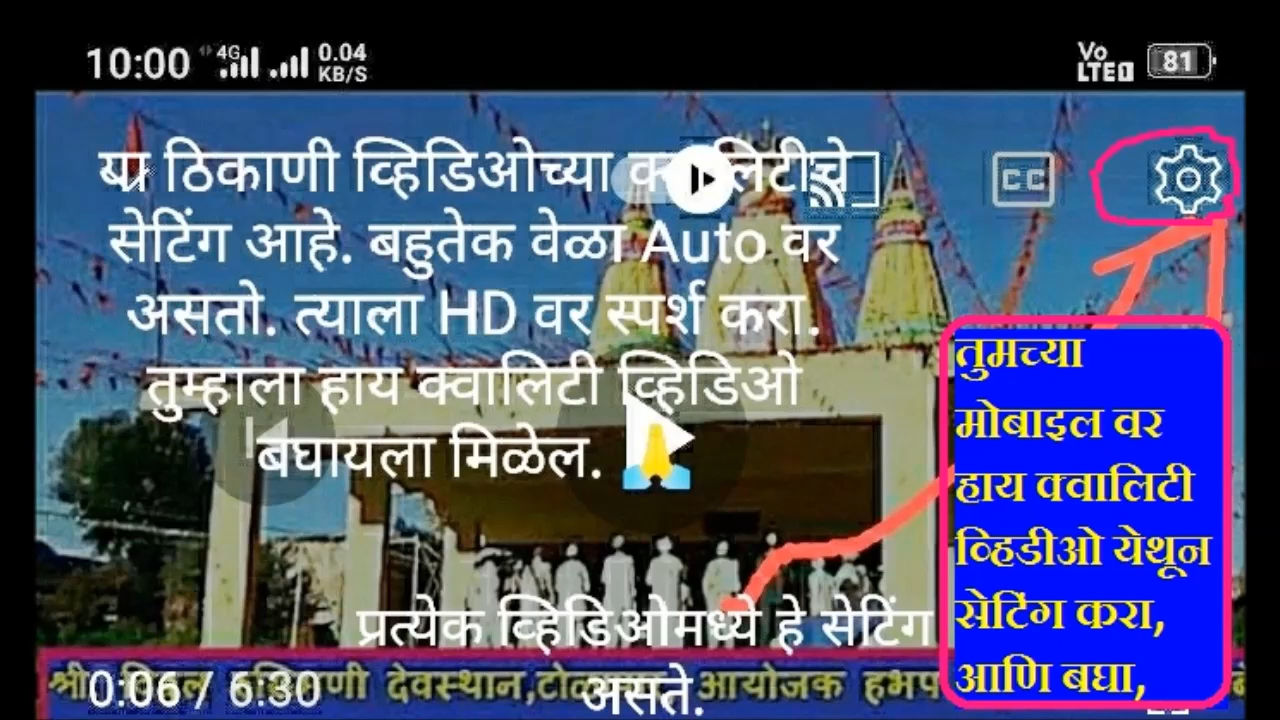 10:00 4G 0.04 KB/S Vo LTE 81
या ठिकाणी व्हिडिओच्या क्वालिटीचे
CC
सेटिंग आहे. बहुतेक वेळा Auto वर
असतो. त्याला HD वर स्पर्श करा.
तुम्हाला हाय क्वालिटी व्हिडिओ
बघायला मिळेल. 🙏
तुमच्या
मोबाइल वर
हाय क्वालिटी
व्हिडीओ येथून
सेटिंग करा,
आणि बघा,
प्रत्येक व्हिडिओमध्ये हे सेटिंग
असते.
श्री देवस्थान, आयोजक हभप
0:06 / 6:30